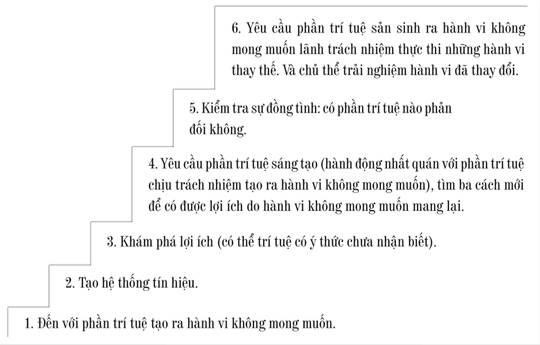 6. Yêu cầu phần trí tuệ sản sinh ra hành vi không
mong muốn lãnh trách nhiệm thực thi những hành vi
thay thế. Và chủ thể trải nghiệm hành vi đã thay đổi.
5. Kiểm tra sự đồng tình: có phần trí tuệ nào phản
đối không.
4. Yêu cầu phần trí tuệ sáng tạo (hành động nhất quán với phần trí tuệ
chịu trách nhiệm tạo ra hành vi không mong muốn), tìm ba cách mới
để có được lợi ích do hành vi không mong muốn mang lại.
3. Khám phá lợi ích (có thể trí tuệ có ý thức chưa nhận biết).
2. Tạo hệ thống tín hiệu.
1. Đến với phần trí tuệ tạo ra hành vi không mong muốn.